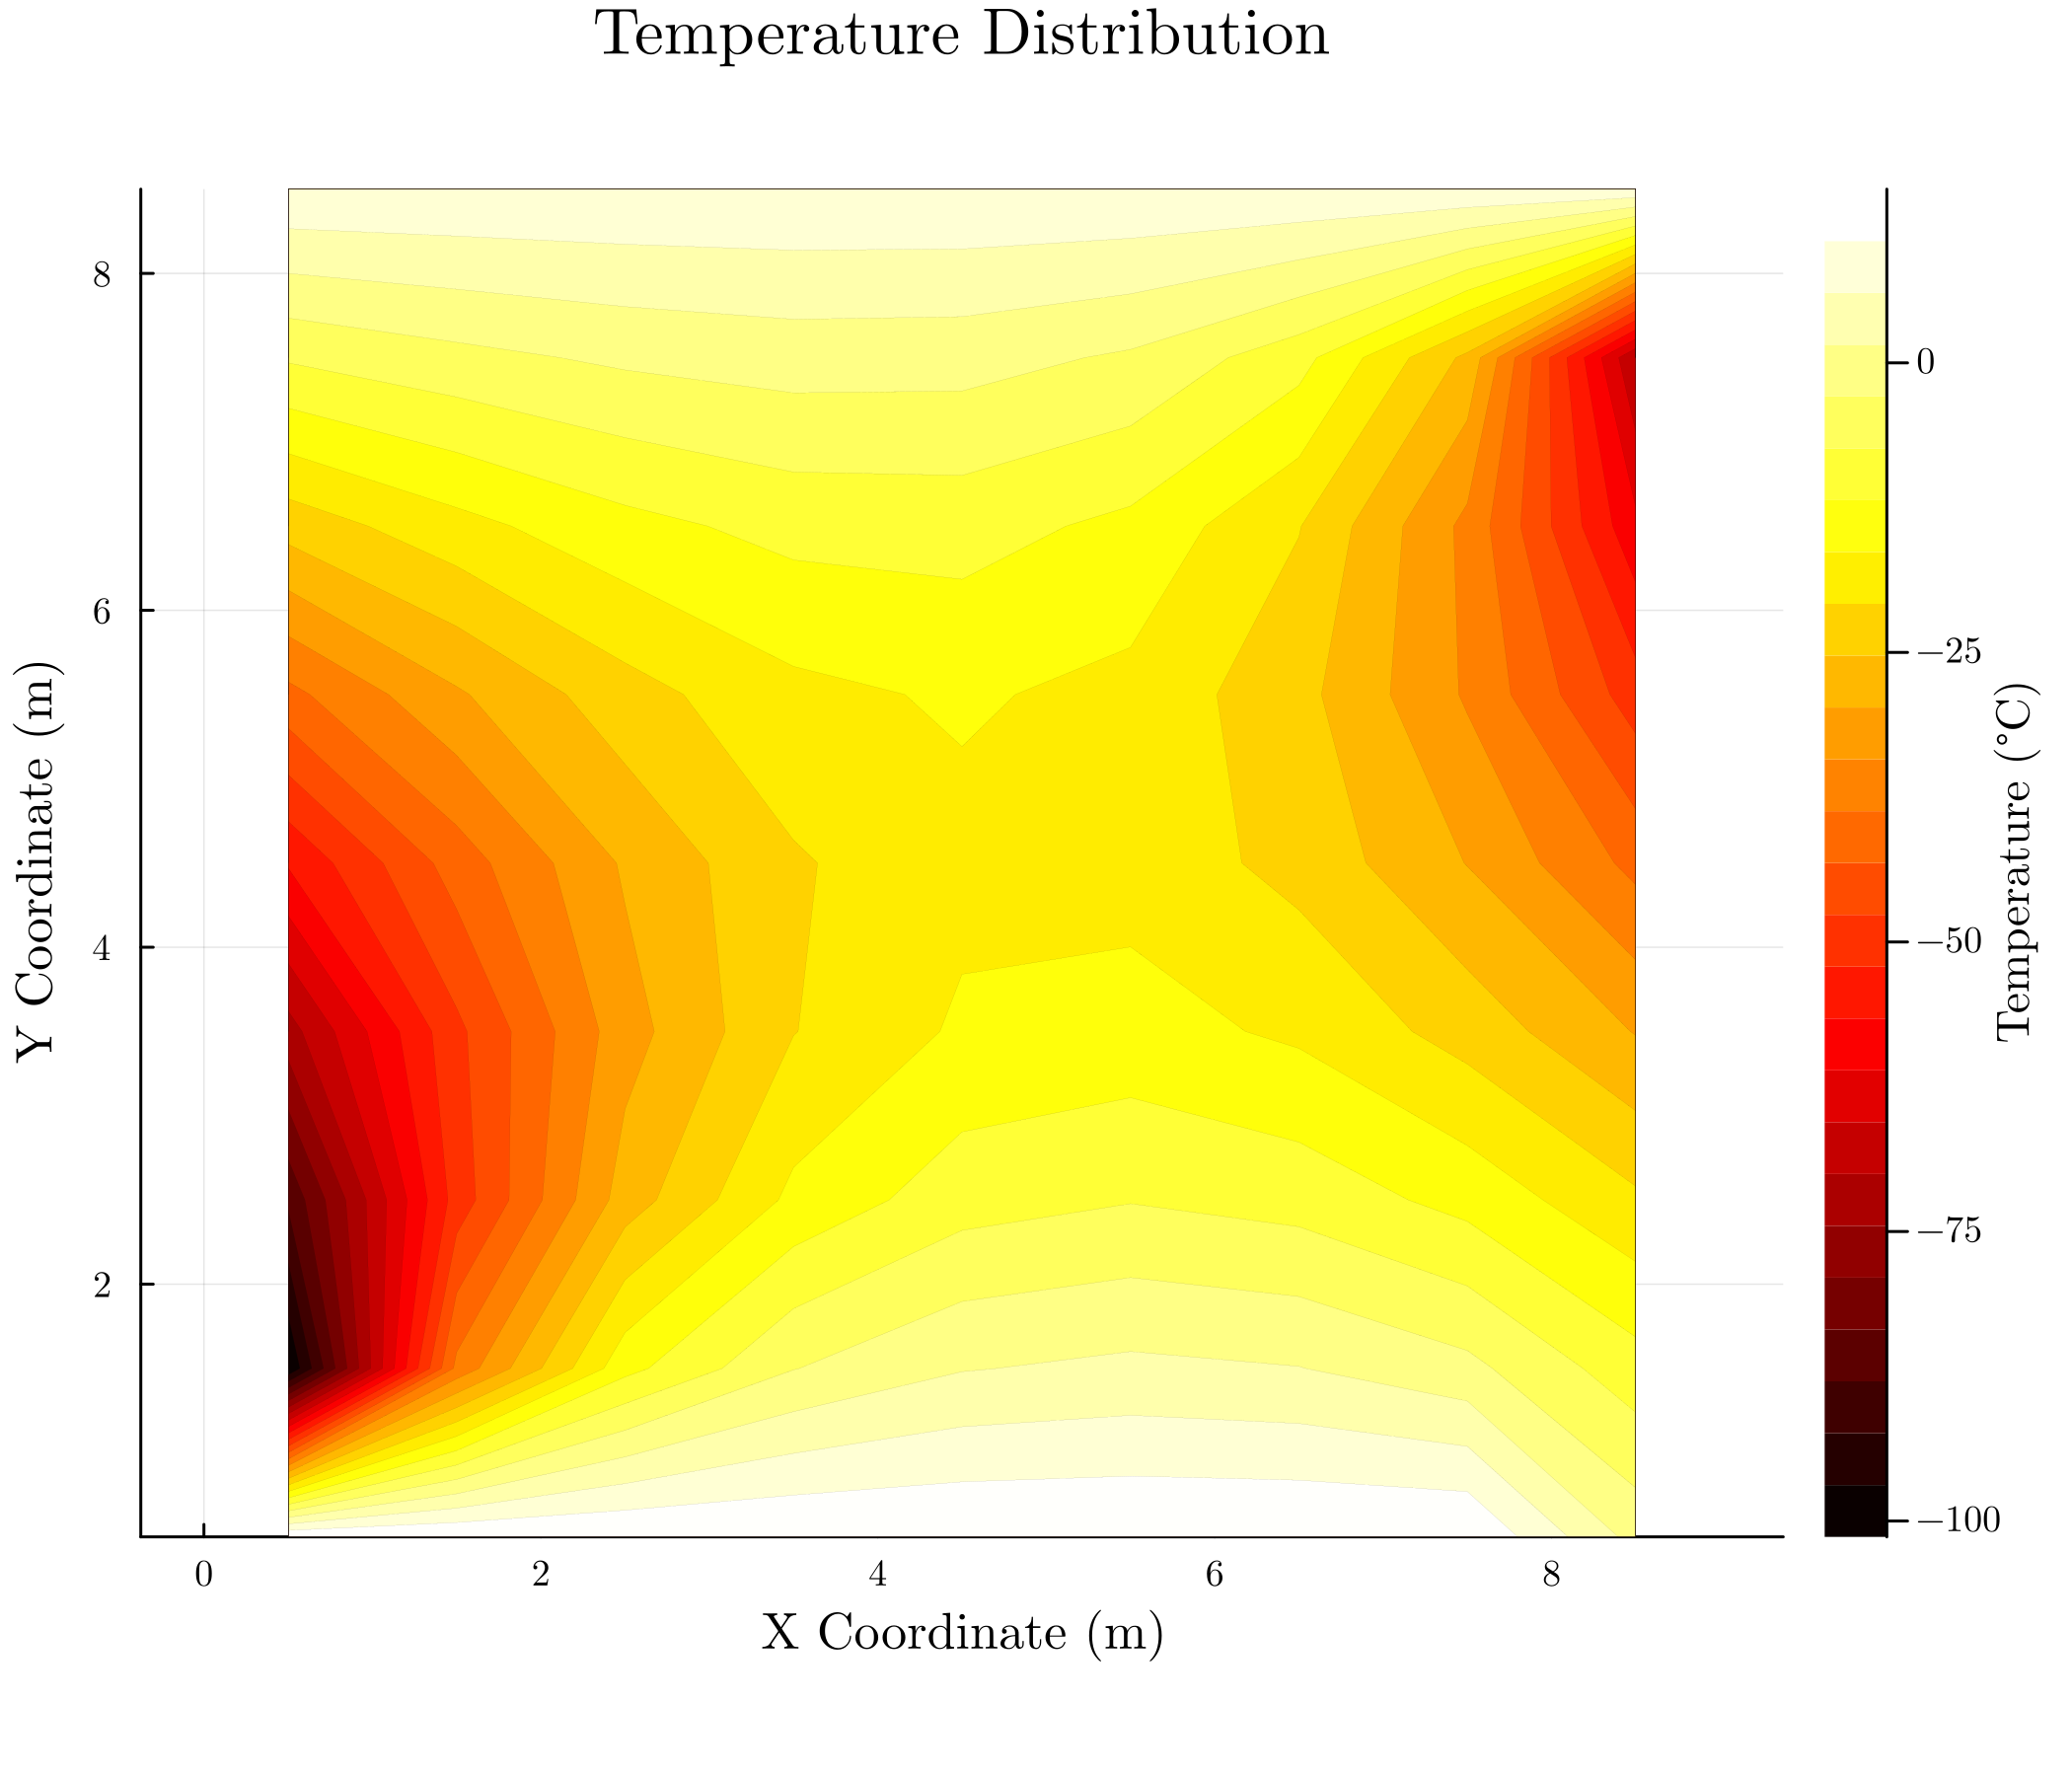 Temperature Distribution
8
6
4
2
Y Coordinate (m)
0 2 4 6 8
X Coordinate (m)
0
−25
−50
−75
−100
Temperature (°C)